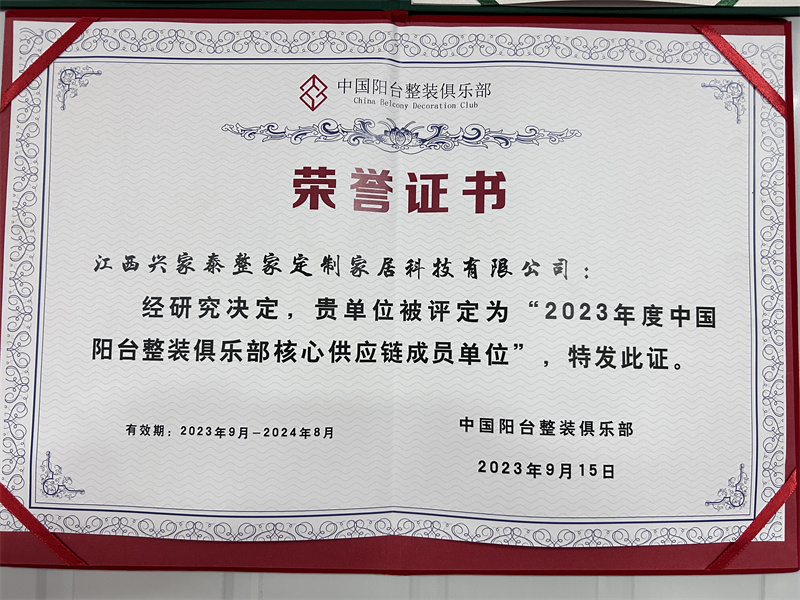 中国阳台整装俱乐部
China Belcony Decoration Club
荣誉证书
江西兴家泰整家定制家居科技有限公司：
经研究决定，贵单位被评定为“2023年度中国
阳台整装俱乐部核心供应链成员单位”，特发此证。
有效期：2023年9月—2024年8月
中国阳台整装俱乐部
2023年9月15日